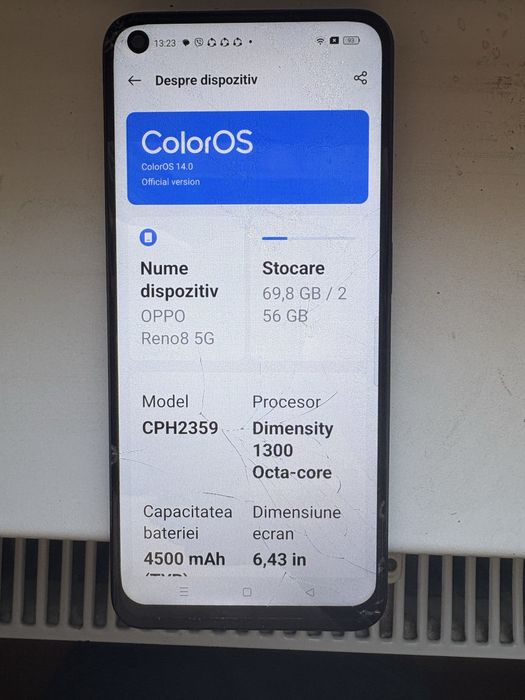 13:23
93
Despre dispozitiv
ColorOS
ColorOS 14.0
Official version
Nume
dispozitiv
OPPO
Reno8 5G
Stocare
69,8 GB / 2
56 GB
Model
CPH2359
Procesor
Dimensity
1300
Octa-core
Capacitatea
bateriei
4500 mAh
Dimensiune
ecran
6,43 in